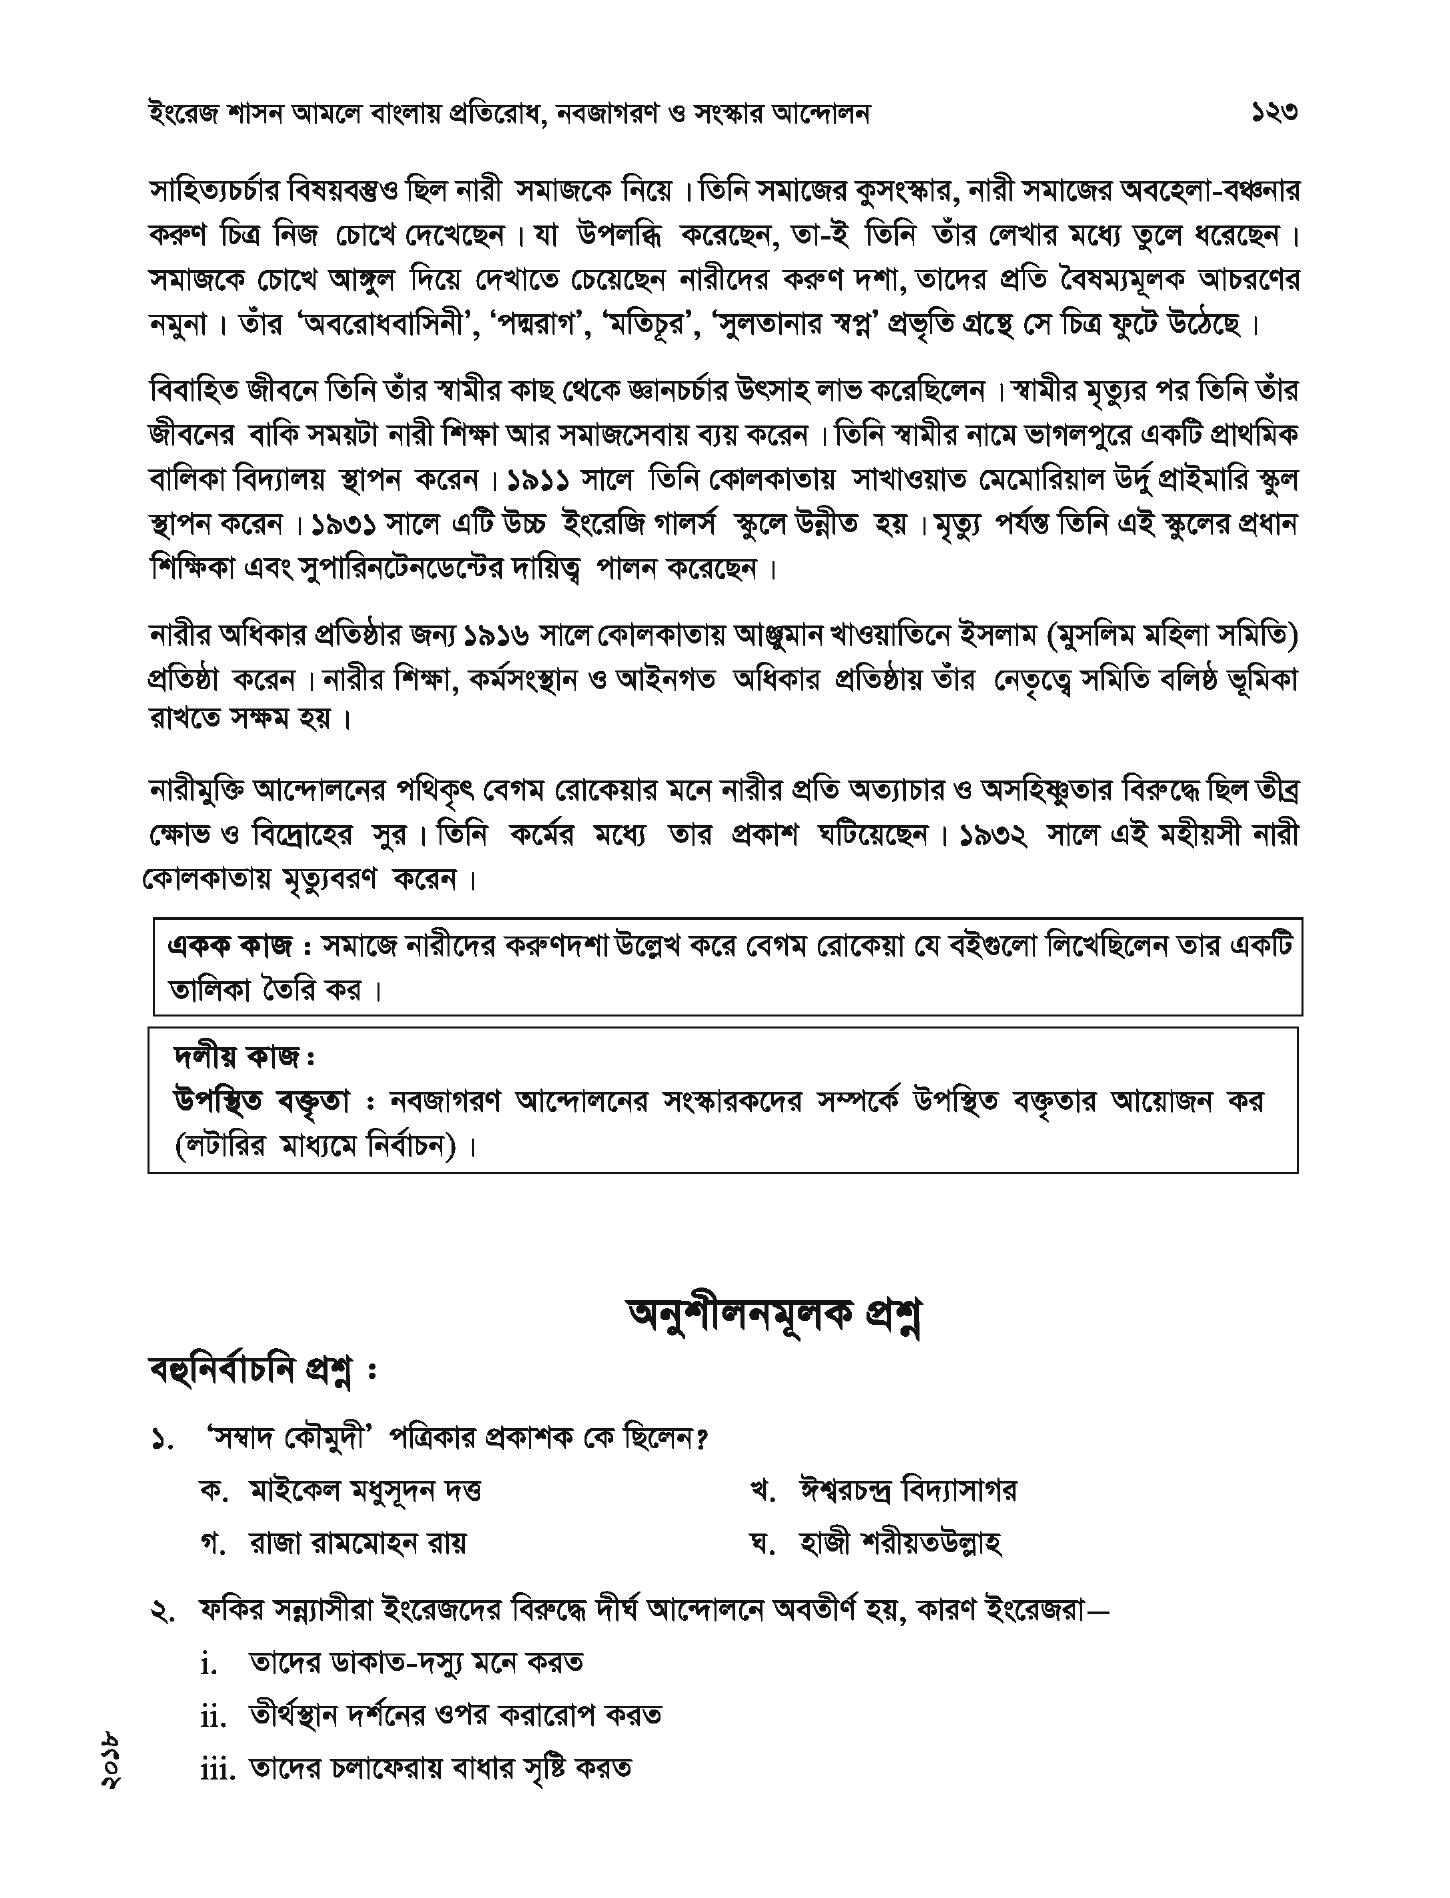 ইংরেজ শাসন আমলে বাংলায় প্রতিরোধ, নবজাগরণ ও সংস্কার আন্দোলন ১২৩
সাহিত্যচর্চার বিষয়বস্তুও ছিল নারী সমাজকে নিয়ে । তিনি সমাজের কুসংস্কার, নারী সমাজের অবহেলা-বঞ্চনার
করুণ চিত্র নিজ চোখে দেখেছেন । যা উপলব্ধি করেছেন, তা-ই তিনি তাঁর লেখার মধ্যে তুলে ধরেছেন ।
সমাজকে চোখে আঙ্গুল দিয়ে দেখাতে চেয়েছেন নারীদের করুণ দশা, তাদের প্রতি বৈষম্যমূলক আচরণের
নমুনা । তাঁর ‘অবরোধবাসিনী’, ‘পদ্মরাগ’, ‘মতিচূর’, ‘সুলতানার স্বপ্ন’ প্রভৃতি গ্রন্থে সে চিত্র ফুটে উঠেছে ।
বিবাহিত জীবনে তিনি তাঁর স্বামীর কাছ থেকে জ্ঞানচর্চার উৎসাহ লাভ করেছিলেন । স্বামীর মৃত্যুর পর তিনি তাঁর
জীবনের বাকি সময়টা নারী শিক্ষা আর সমাজসেবায় ব্যয় করেন । তিনি স্বামীর নামে ভাগলপুরে একটি প্রাথমিক
বালিকা বিদ্যালয় স্থাপন করেন । ১৯১১ সালে তিনি কোলকাতায় সাখাওয়াত মেমোরিয়াল উর্দু প্রাইমারি স্কুল
স্থাপন করেন । ১৯৩১ সালে এটি উচ্চ ইংরেজি গার্লস স্কুলে উন্নীত হয় । মৃত্যু পর্যন্ত তিনি এই স্কুলের প্রধান
শিক্ষিকা এবং সুপারিনটেনডেন্টের দায়িত্ব পালন করেছেন ।
নারীর অধিকার প্রতিষ্ঠার জন্য ১৯১৬ সালে কোলকাতায় আঞ্জুমান খাওয়াতিনে ইসলাম (মুসলিম মহিলা সমিতি)
প্রতিষ্ঠা করেন । নারীর শিক্ষা, কর্মসংস্থান ও আইনগত অধিকার প্রতিষ্ঠায় তাঁর নেতৃত্বে সমিতি বলিষ্ঠ ভূমিকা
রাখতে সক্ষম হয় ।
নারীমুক্তি আন্দোলনের পথিকৃৎ বেগম রোকেয়ার মনে নারীর প্রতি অত্যাচার ও অসহিষ্ণুতার বিরুদ্ধে ছিল তীব্র
ক্ষোভ ও বিদ্রোহের সুর । তিনি কর্মের মধ্যে তার প্রকাশ ঘটিয়েছেন । ১৯৩২ সালে এই মহীয়সী নারী
কোলকাতায় মৃত্যুবরণ করেন ।
একক কাজ : সমাজে নারীদের করুণদশা উল্লেখ করে বেগম রোকেয়া যে বইগুলো লিখেছিলেন তার একটি
তালিকা তৈরি কর ।
দলীয় কাজ :
উপস্থিত বক্তৃতা : নবজাগরণ আন্দোলনের সংস্কারকদের সম্পর্কে উপস্থিত বক্তৃতার আয়োজন কর
(লটারির মাধ্যমে নির্বাচন) ।
অনুশীলনমূলক প্রশ্ন
বহুনির্বাচনি প্রশ্ন :
১. ‘সম্বাদ কৌমুদী’ পত্রিকার প্রকাশক কে ছিলেন?
ক. মাইকেল মধুসূদন দত্ত খ. ঈশ্বরচন্দ্র বিদ্যাসাগর
গ. রাজা রামমোহন রায় ঘ. হাজী শরীয়তউল্লাহ
২. ফকির সন্ন্যাসীরা ইংরেজদের বিরুদ্ধে দীর্ঘ আন্দোলনে অবতীর্ণ হয়, কারণ ইংরেজরা—
i. তাদের ডাকাত-দস্যু মনে করত
ii. তীর্থস্থান দর্শনের ওপর করারোপ করত
iii. তাদের চলাফেরায় বাধার সৃষ্টি করত
২০১৮